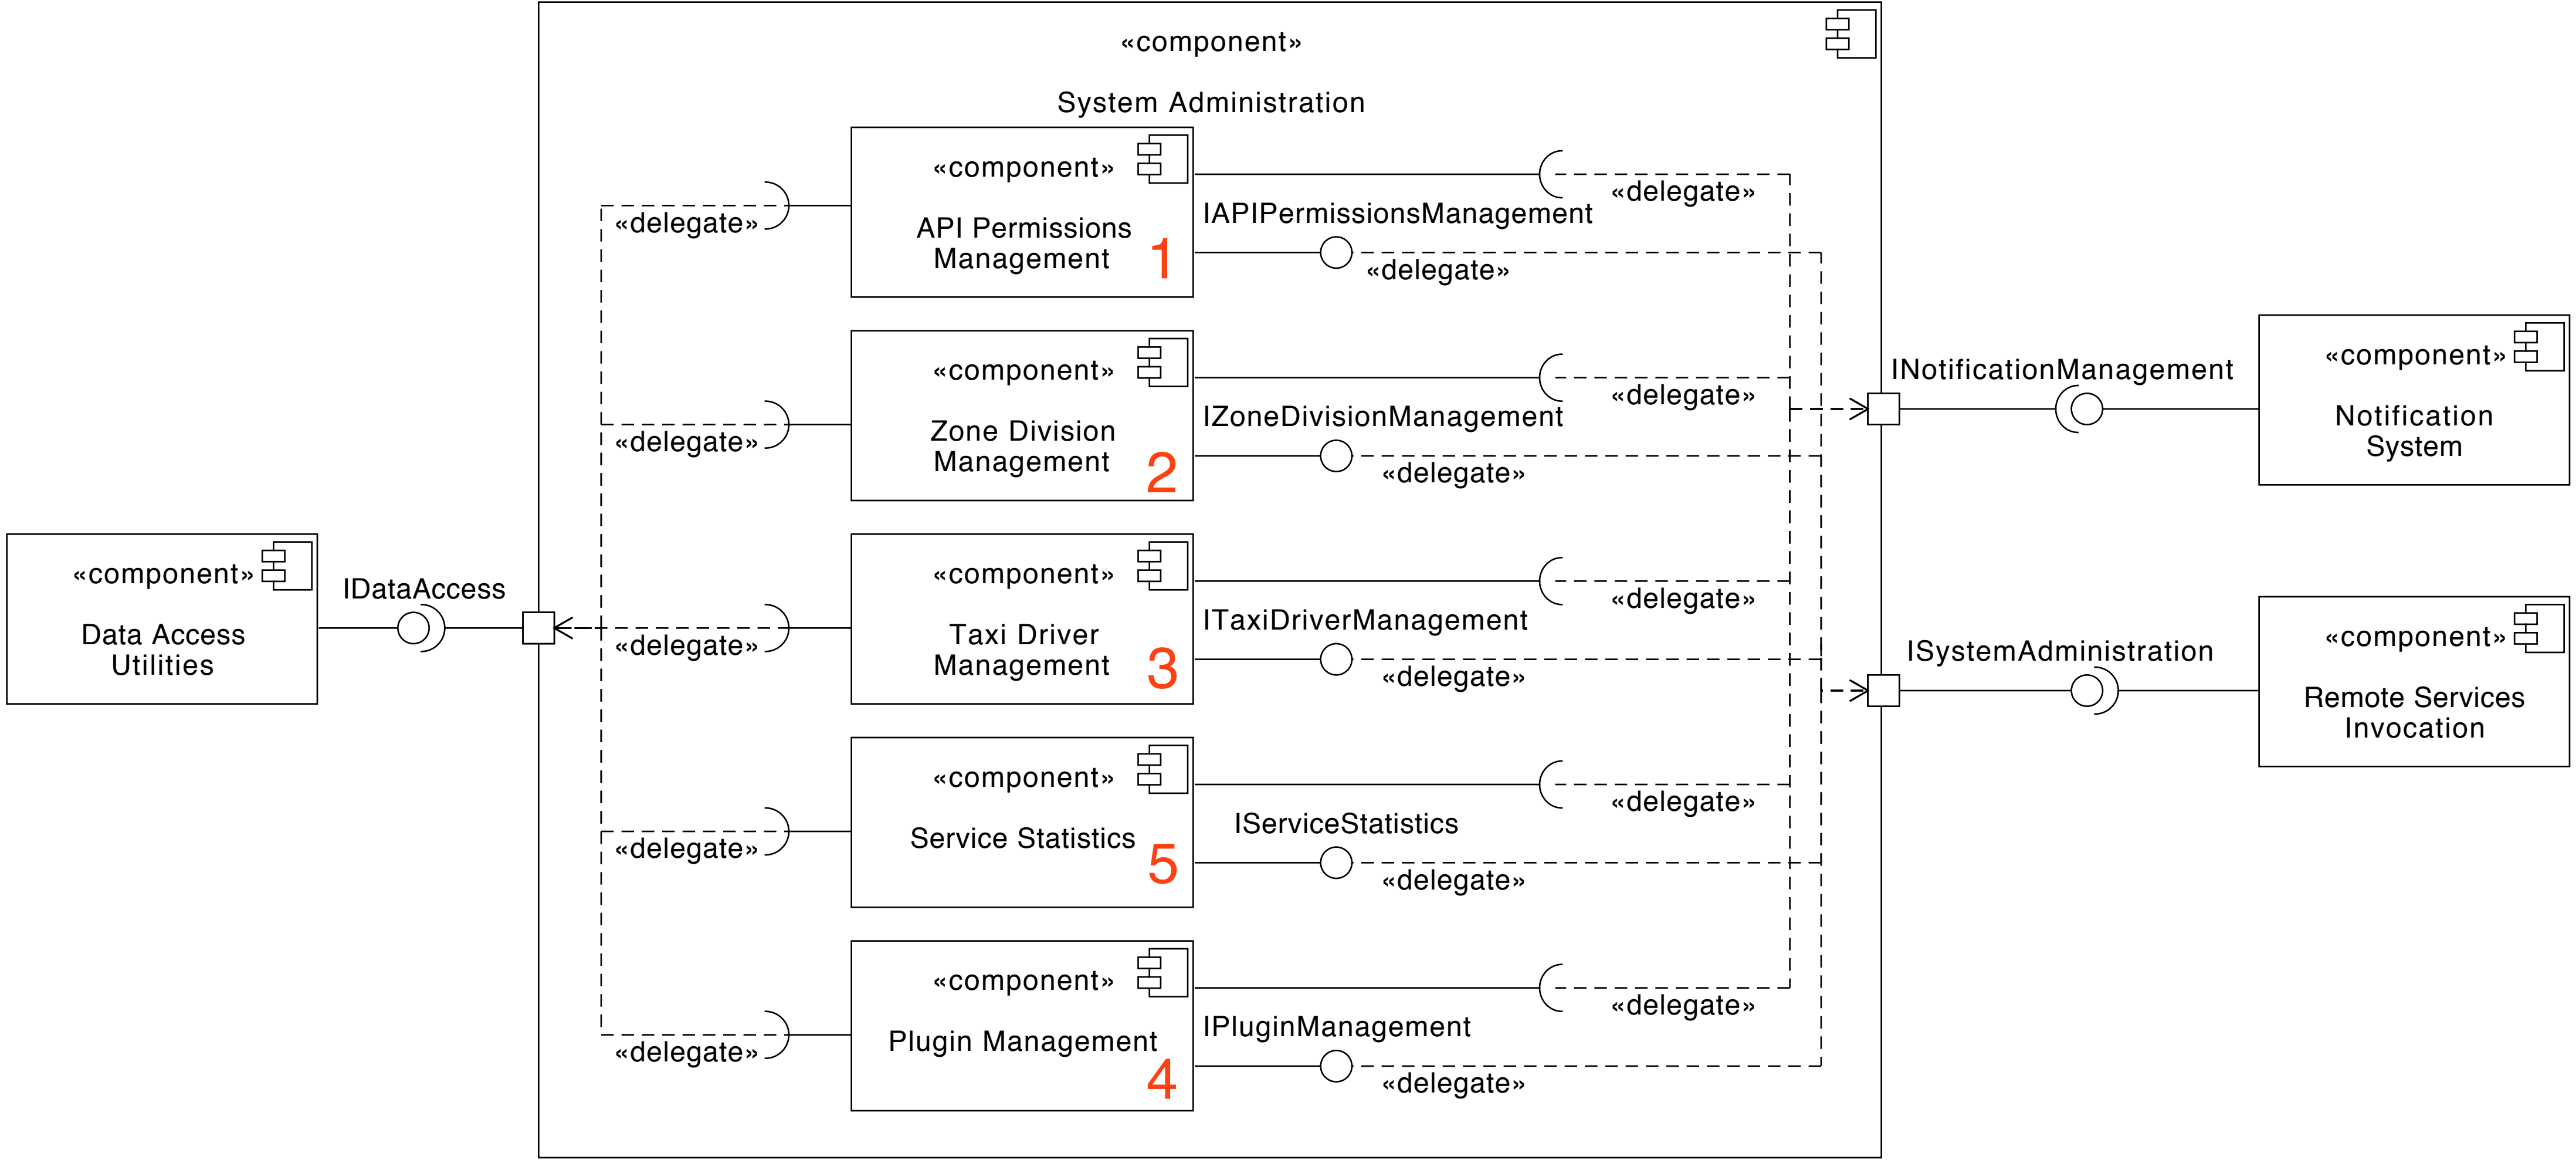 «component»
System Administration
«component»
API Permissions
Management
1
«delegate»
«delegate»
IAPIPermissionsManagement
«delegate»
«component»
Zone Division
Management
2
«delegate»
«delegate»
IZoneDivisionManagement
«delegate»
«component»
Taxi Driver
Management
3
«delegate»
«delegate»
ITaxiDriverManagement
«delegate»
«component»
Service Statistics
5
«delegate»
«delegate»
IServiceStatistics
«delegate»
«component»
Plugin Management
4
«delegate»
«delegate»
IPluginManagement
«delegate»
«component»
Data Access
Utilities
IDataAccess
INotificationManagement
«component»
Notification
System
ISystemAdministration
«component»
Remote Services
Invocation